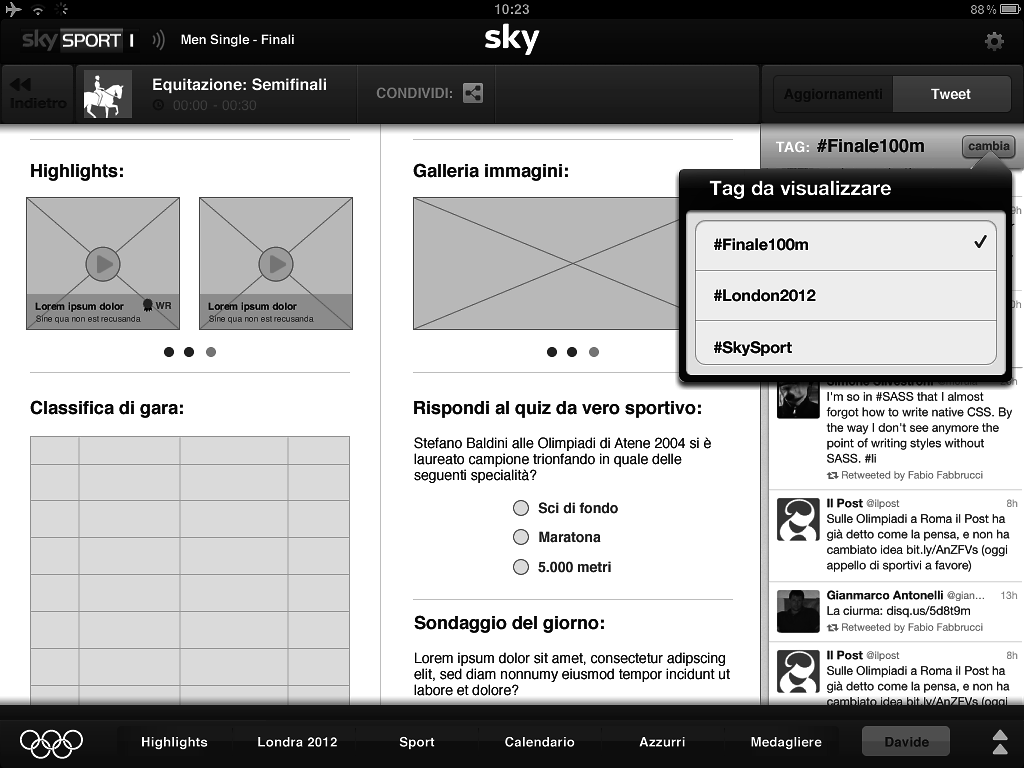 10:23
88 %
sky SPORT 1
Men Single - Finali
sky
Indietro
Equitazione: Semifinali
00:00 - 00:30
CONDIVIDI:
Aggiornamenti
Tweet
Highlights:
Lorem ipsum dolor
WR
Sine qua non est recusanda
Lorem ipsum dolor
Sine qua non est recusanda
Classifica di gara:
Galleria immagini:
Rispondi al quiz da vero sportivo:
Stefano Baldini alle Olimpiadi di Atene 2004 si è
laureato campione trionfando in quale delle
seguenti specialità?
Sci di fondo
Maratona
5.000 metri
Sondaggio del giorno:
Lorem ipsum dolor sit amet, consectetur adipscing
elit, sed diam nonnumy eiusmod tempor incidunt ut
labore et dolore?
TAG: #Finale100m
cambia
Tag da visualizzare
#Finale100m
#London2012
#SkySport
I'm so in #SASS that I almost
forgot how to write native CSS. By
the way I don't see anymore the
point of writing styles without
SASS. #li
Retweeted by Fabio Fabbrucci
Il Post @ilpost 8h
Sulle Olimpiadi a Roma il Post ha
già detto come la pensa, e non ha
cambiato idea bit.ly/AnZFVs (oggi
appello di sportivi a favore)
Gianmarco Antonelli @gian... 13h
La ciurma: disq.us/5d8t9m
Retweeted by Fabio Fabbrucci
Il Post @ilpost 8h
Sulle Olimpiadi a Roma il Post ha
già detto come la pensa, e non ha
cambiato idea bit.ly/AnZFVs (oggi
Highlights
Londra 2012
Sport
Calendario
Azzurri
Medagliere
Davide